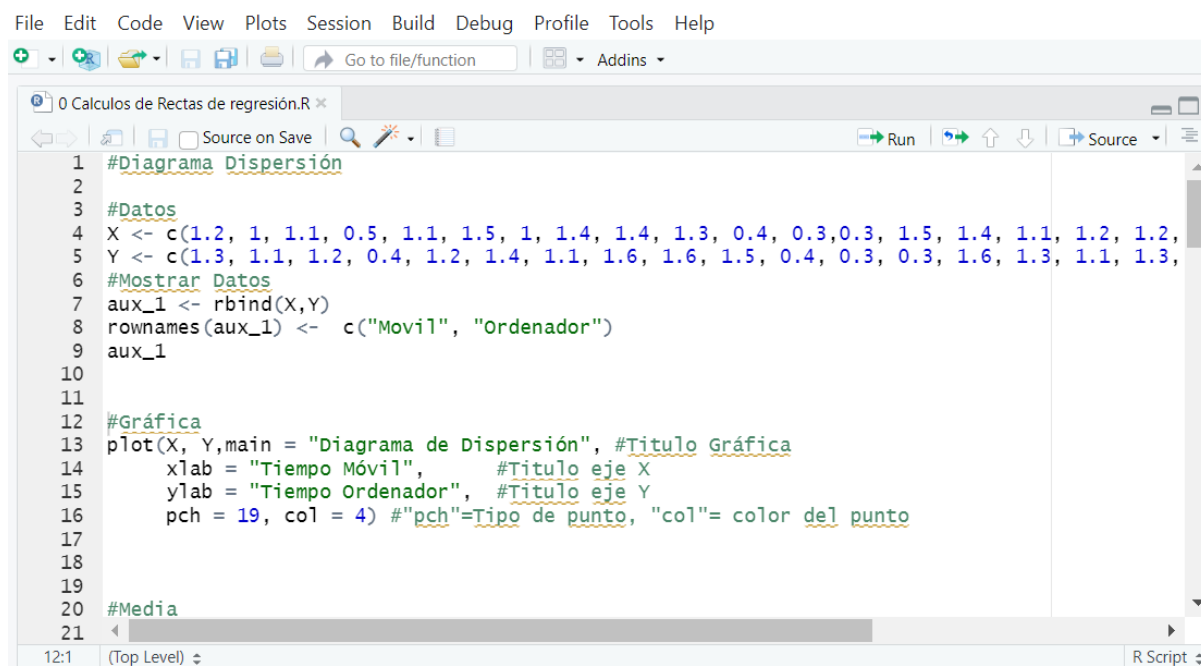 File Edit Code View Plots Session Build Debug Profile Tools Help
Go to file/function Addins
0 Calculos de Rectas de regresión.R
Source on Save Run Source
1 #Diagrama Dispersión
2
3 #Datos
4 X <- c(1.2, 1, 1.1, 0.5, 1.1, 1.5, 1, 1.4, 1.4, 1.3, 0.4, 0.3,0.3, 1.5, 1.4, 1.1, 1.2, 1.2,
5 Y <- c(1.3, 1.1, 1.2, 0.4, 1.2, 1.4, 1.1, 1.6, 1.6, 1.5, 0.4, 0.3, 0.3, 1.6, 1.3, 1.1, 1.3,
6 #Mostrar Datos
7 aux_1 <- rbind(X,Y)
8 rownames(aux_1) <-  c("Movil", "Ordenador")
9 aux_1
10
11
12 #Gráfica
13 plot(X, Y,main = "Diagrama de Dispersión", #Titulo Gráfica
14      xlab = "Tiempo Móvil",      #Titulo eje X
15      ylab = "Tiempo Ordenador",  #Titulo eje Y
16      pch = 19, col = 4) #"pch"=Tipo de punto, "col"= color del punto
17
18
19
20 #Media
21
12:1 (Top Level) R Script